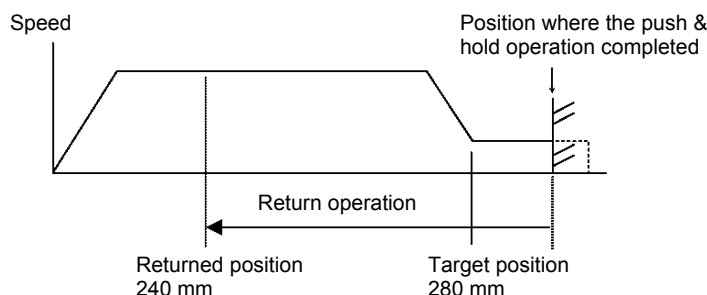 Speed
Position where the push &
hold operation completed
Return operation
Returned position
240 mm
Target position
280 mm